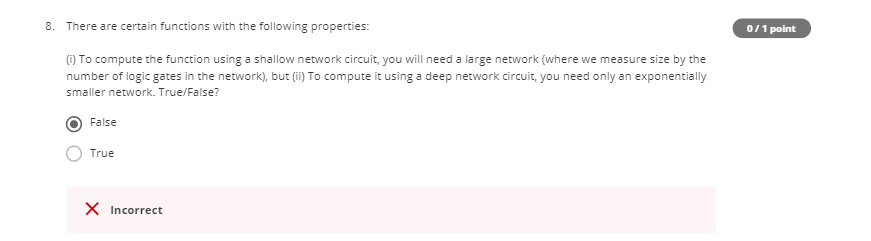 8. There are certain functions with the following properties:
0 / 1 point
(i) To compute the function using a shallow network circuit, you will need a large network (where we measure size by the
number of logic gates in the network), but (ii) To compute it using a deep network circuit, you need only an exponentially
smaller network. True/False?
False
True
Incorrect